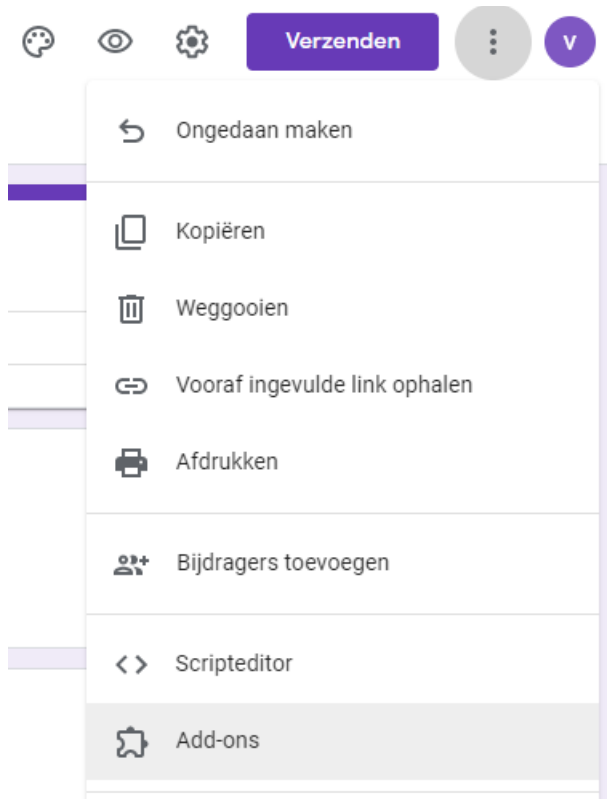 Verzenden
V
Ongedaan maken
Kopiëren
Weggooien
Vooraf ingevulde link ophalen
Afdrukken
Bijdragers toevoegen
Scripteditor
Add-ons